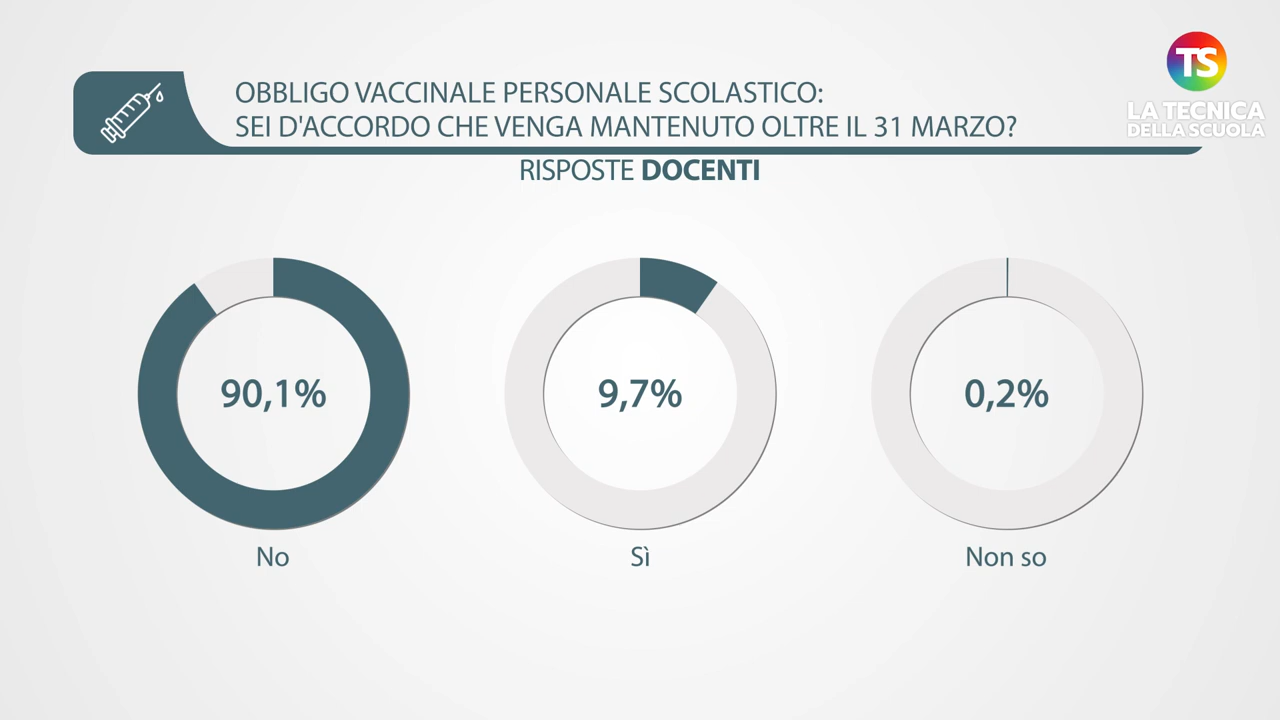 TS
LA TECNICA
DELLA SCUOLA
OBBLIGO VACCINALE PERSONALE SCOLASTICO:
SEI D'ACCORDO CHE VENGA MANTENUTO OLTRE IL 31 MARZO?
RISPOSTE DOCENTI
90,1%
9,7%
0,2%
No
Sì
Non so